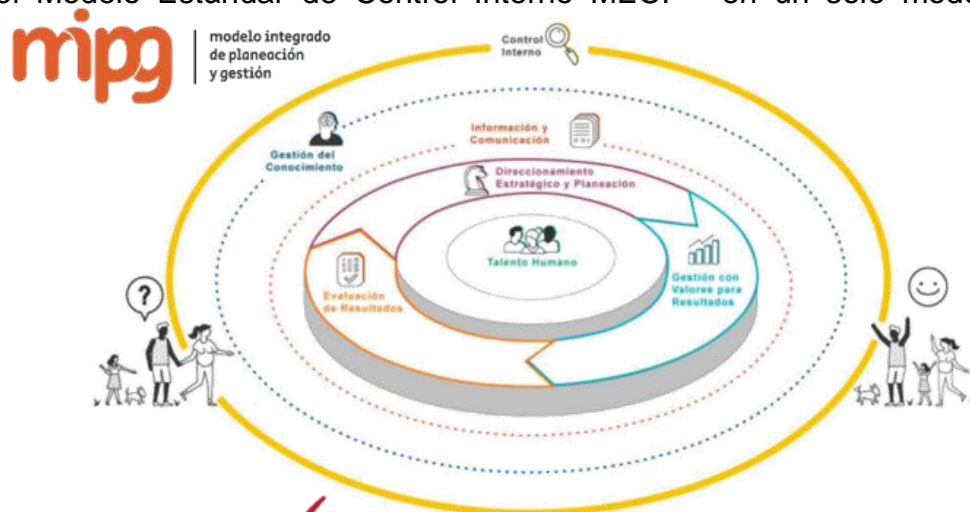 el Modelo Estándar de Control Interno MECI – en un solo mode
mipg
modelo integrado
de planeación
y gestión
Control
Interno
Gestión del
Conocimiento
Información y
Comunicación
Direccionamiento
Estratégico y Planeación
Talento Humano
Gestión con
Valores para
Resultados
Evaluación
de Resultados
?